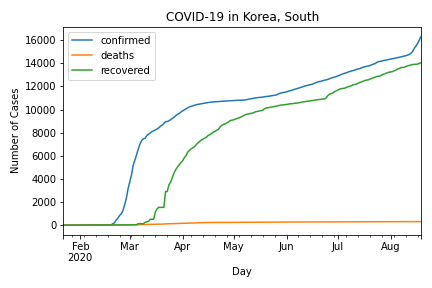 COVID-19 in Korea, South
confirmed
deaths
recovered
Number of Cases
16000
14000
12000
10000
8000
6000
4000
2000
0
Feb Mar Apr May Jun Jul Aug
2020
Day